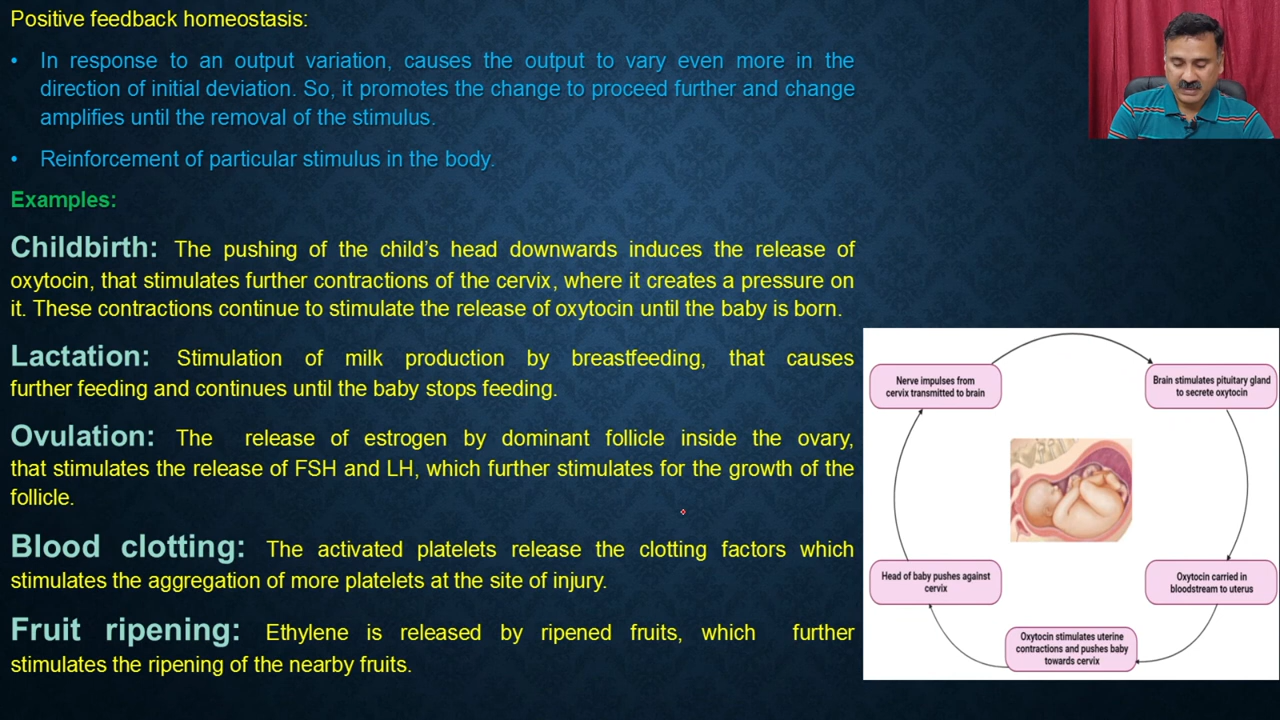 Positive feedback homeostasis:
• In response to an output variation, causes the output to vary even more in the
direction of initial deviation. So, it promotes the change to proceed further and change
amplifies until the removal of the stimulus.
• Reinforcement of particular stimulus in the body.
Examples:
Childbirth: The pushing of the child’s head downwards induces the release of
oxytocin, that stimulates further contractions of the cervix, where it creates a pressure on
it. These contractions continue to stimulate the release of oxytocin until the baby is born.
Lactation: Stimulation of milk production by breastfeeding, that causes
further feeding and continues until the baby stops feeding.
Ovulation: The release of estrogen by dominant follicle inside the ovary,
that stimulates the release of FSH and LH, which further stimulates for the growth of the
follicle.
Blood clotting: The activated platelets release the clotting factors which
stimulates the aggregation of more platelets at the site of injury.
Fruit ripening: Ethylene is released by ripened fruits, which further
stimulates the ripening of the nearby fruits.
Nerve impulses from
cervix transmitted to brain
Brain stimulates pituitary gland
to secrete oxytocin
Head of baby pushes against
cervix
Oxytocin carried in
bloodstream to uterus
Oxytocin stimulates uterine
contractions and pushes baby
towards cervix